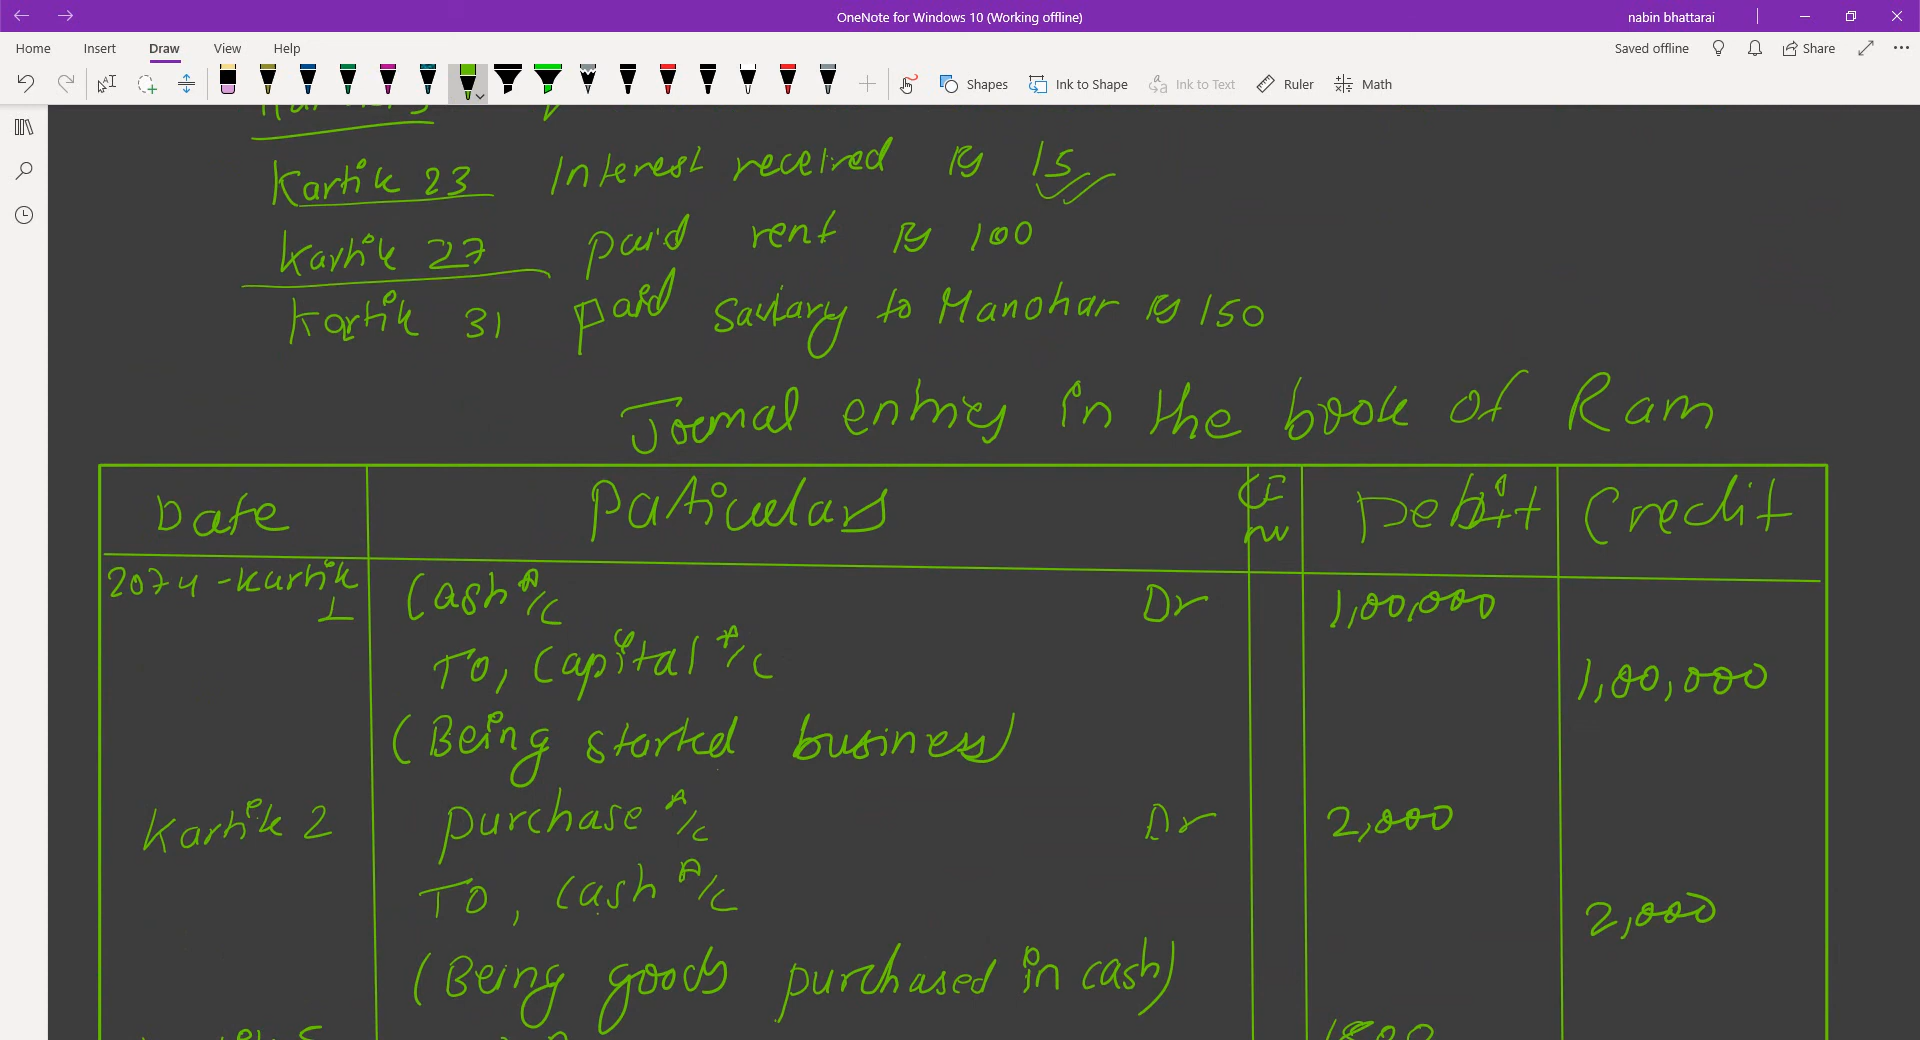 OneNote for Windows 10 (Working offline)
nabin bhattarai
Home Insert Draw View Help
Saved offline Share
Shapes Ink to Shape Ink to Text Ruler Math
Kartik 23 Interest received Rs 15
Kartik 27 paid rent Rs 100
Kartik 31 paid saulary to Manohar Rs 150
Journal entries in the book of Ram
Date Paticulars Debit Credit
2074 - Kartik 1 Cash A/C Dr 1,00,000
To, Capital A/C 1,00,000
(Being started business)
Kartik 2 purchase A/C Dr 2,000
To, Cash A/C 2,000
(Being goods purchased in cash)